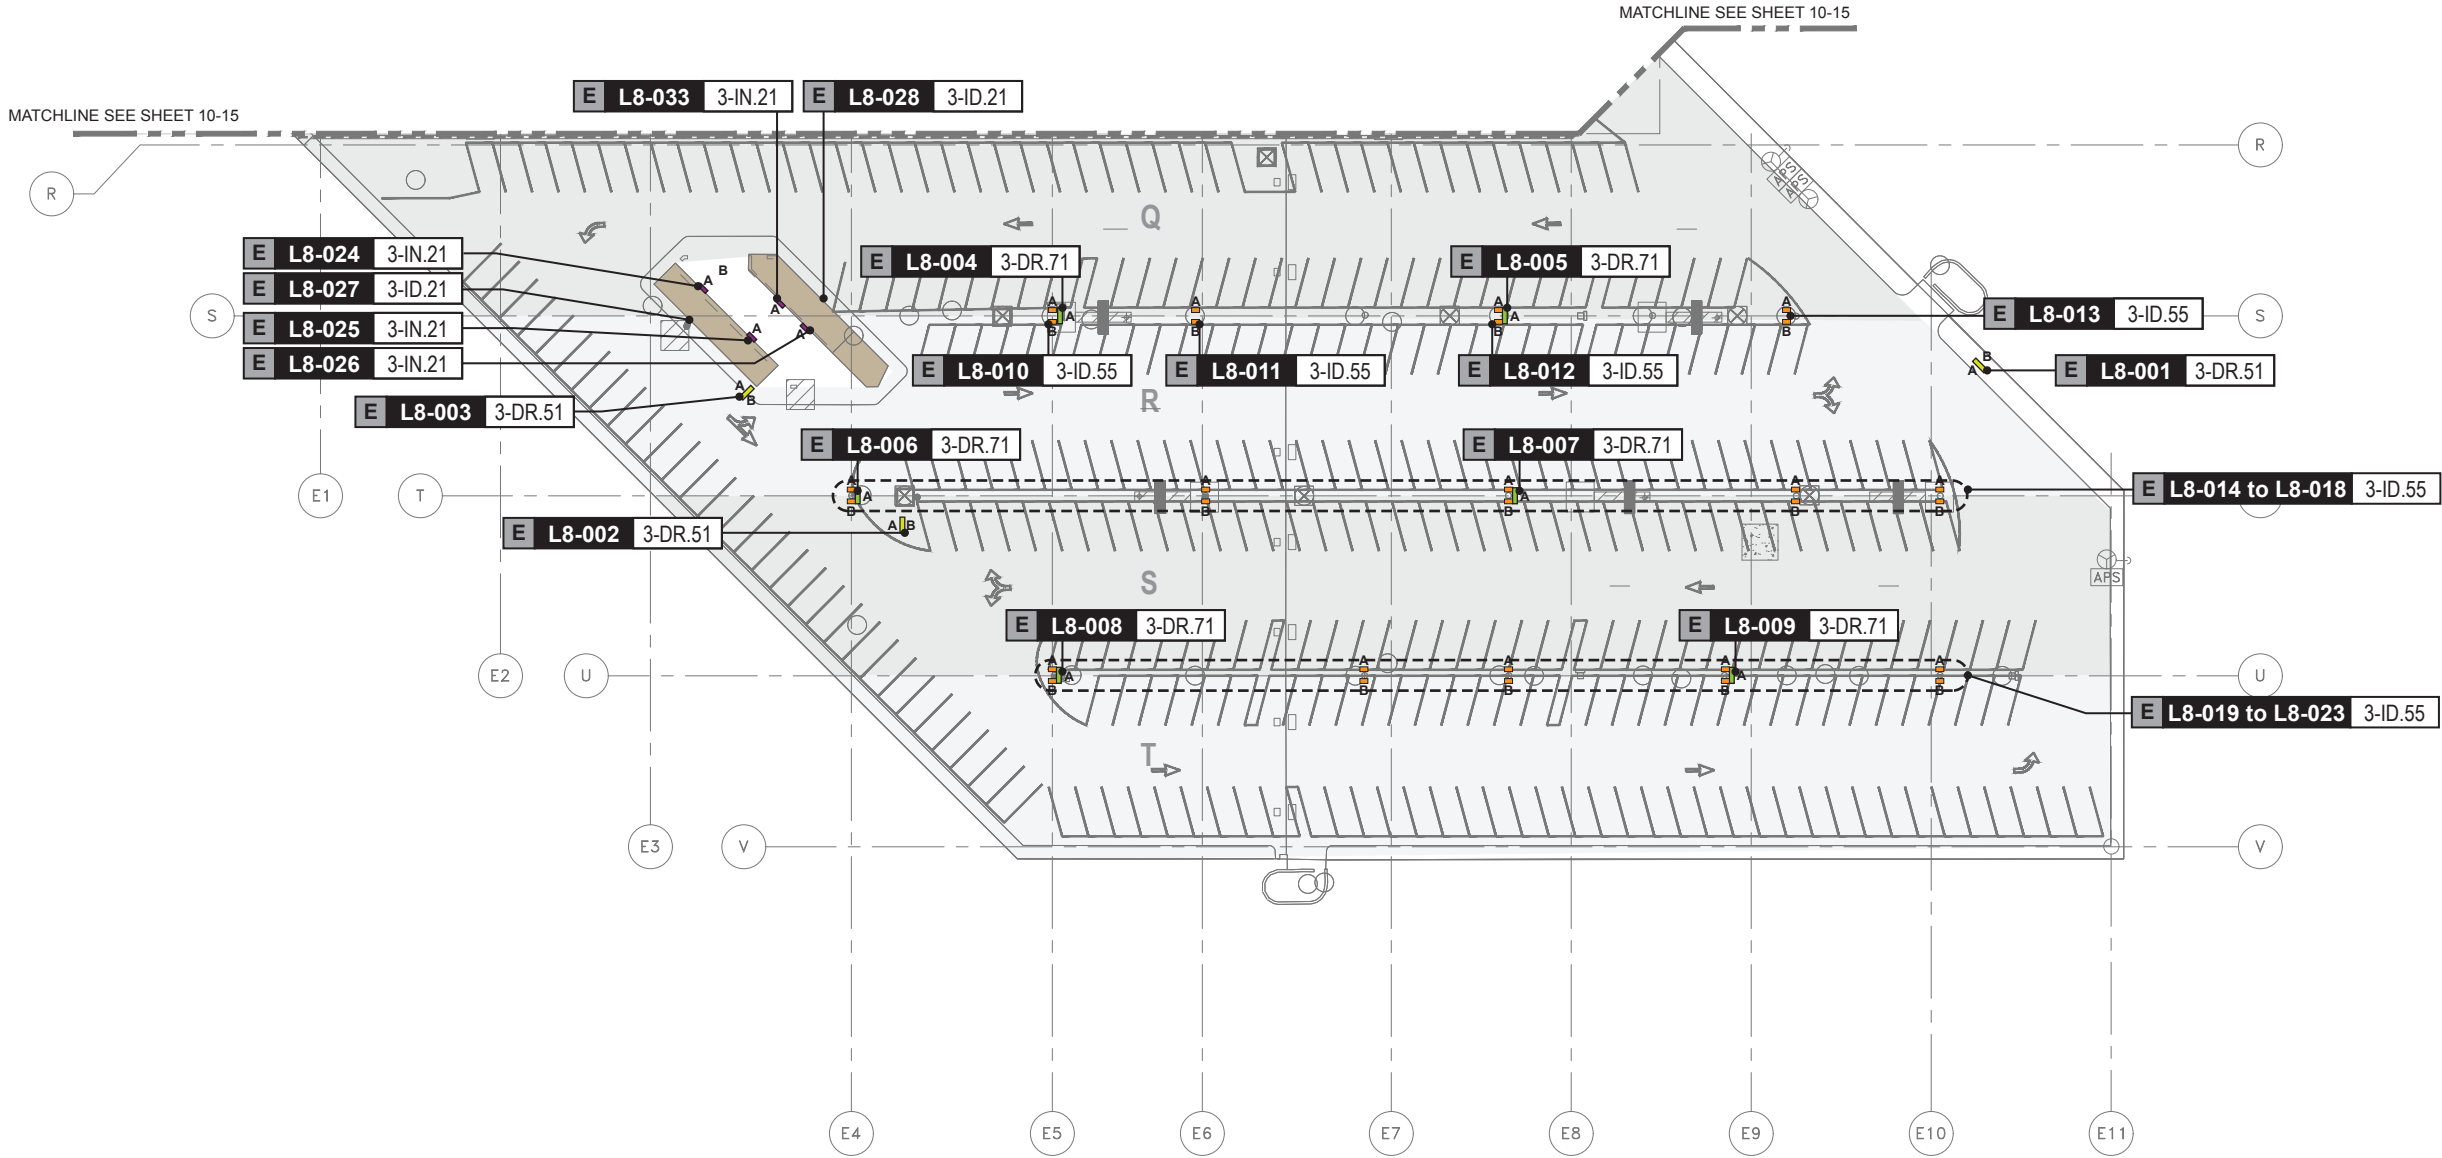 MATCHLINE SEE SHEET 10-15
E L8-033 3-IN.21
E L8-028 3-ID.21
MATCHLINE SEE SHEET 10-15
R
R
APS
APS
Q
E L8-024 3-IN.21
E L8-027 3-ID.21
E L8-025 3-IN.21
E L8-026 3-IN.21
A
B
A
A
A
E L8-004 3-DR.71
E L8-005 3-DR.71
S
A
B
A
A
B
A
B
A
A
B
E L8-013 3-ID.55
S
E L8-010 3-ID.55
E L8-011 3-ID.55
E L8-012 3-ID.55
B
A
E L8-001 3-DR.51
A
B
E L8-003 3-DR.51
R
E L8-006 3-DR.71
E L8-007 3-DR.71
E1
T
A
A
B
A
B
A
A
B
A
B
A
B
E L8-014 to L8-018 3-ID.55
A
B
E L8-002 3-DR.51
S
APS
E L8-008 3-DR.71
E L8-009 3-DR.71
E2
U
A
A
B
A
B
A
B
A
A
B
A
B
U
E L8-019 to L8-023 3-ID.55
T
E3
V
V
E4
E5
E6
E7
E8
E9
E10
E11